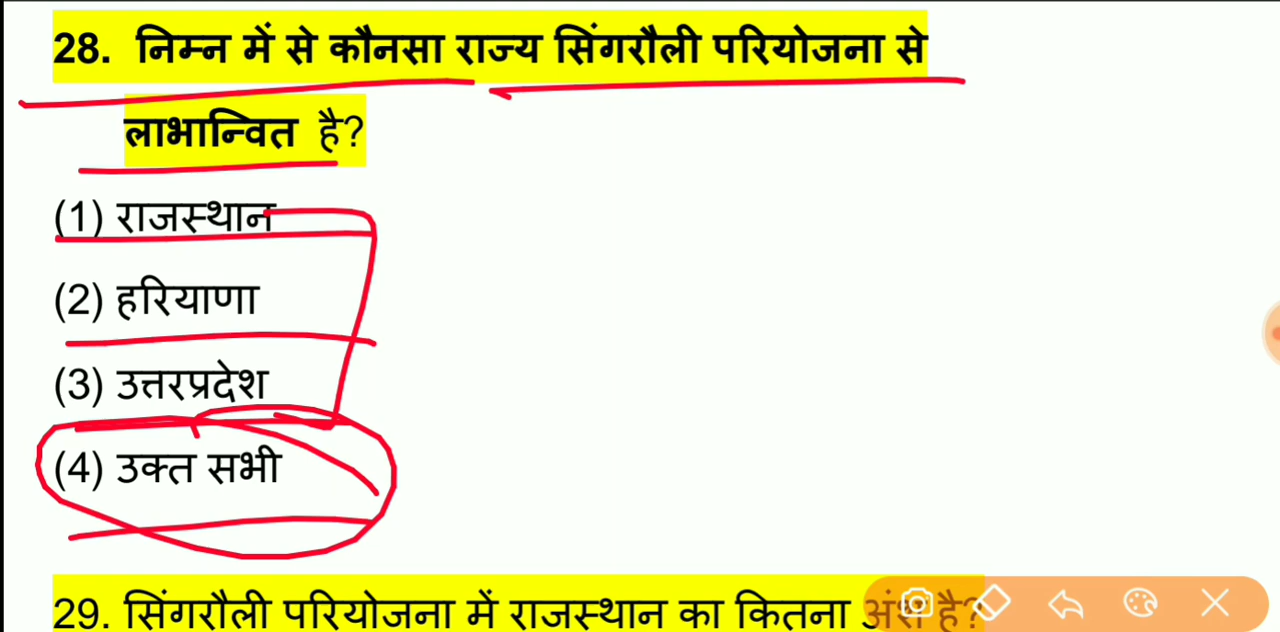 28. निम्न में से कौनसा राज्य सिंगरौली परियोजना से
लाभान्वित है?
(1) राजस्थान
(2) हरियाणा
(3) उत्तरप्रदेश
(4) उक्त सभी
29. सिंगरौली परियोजना में राजस्थान का कितना अंश है?